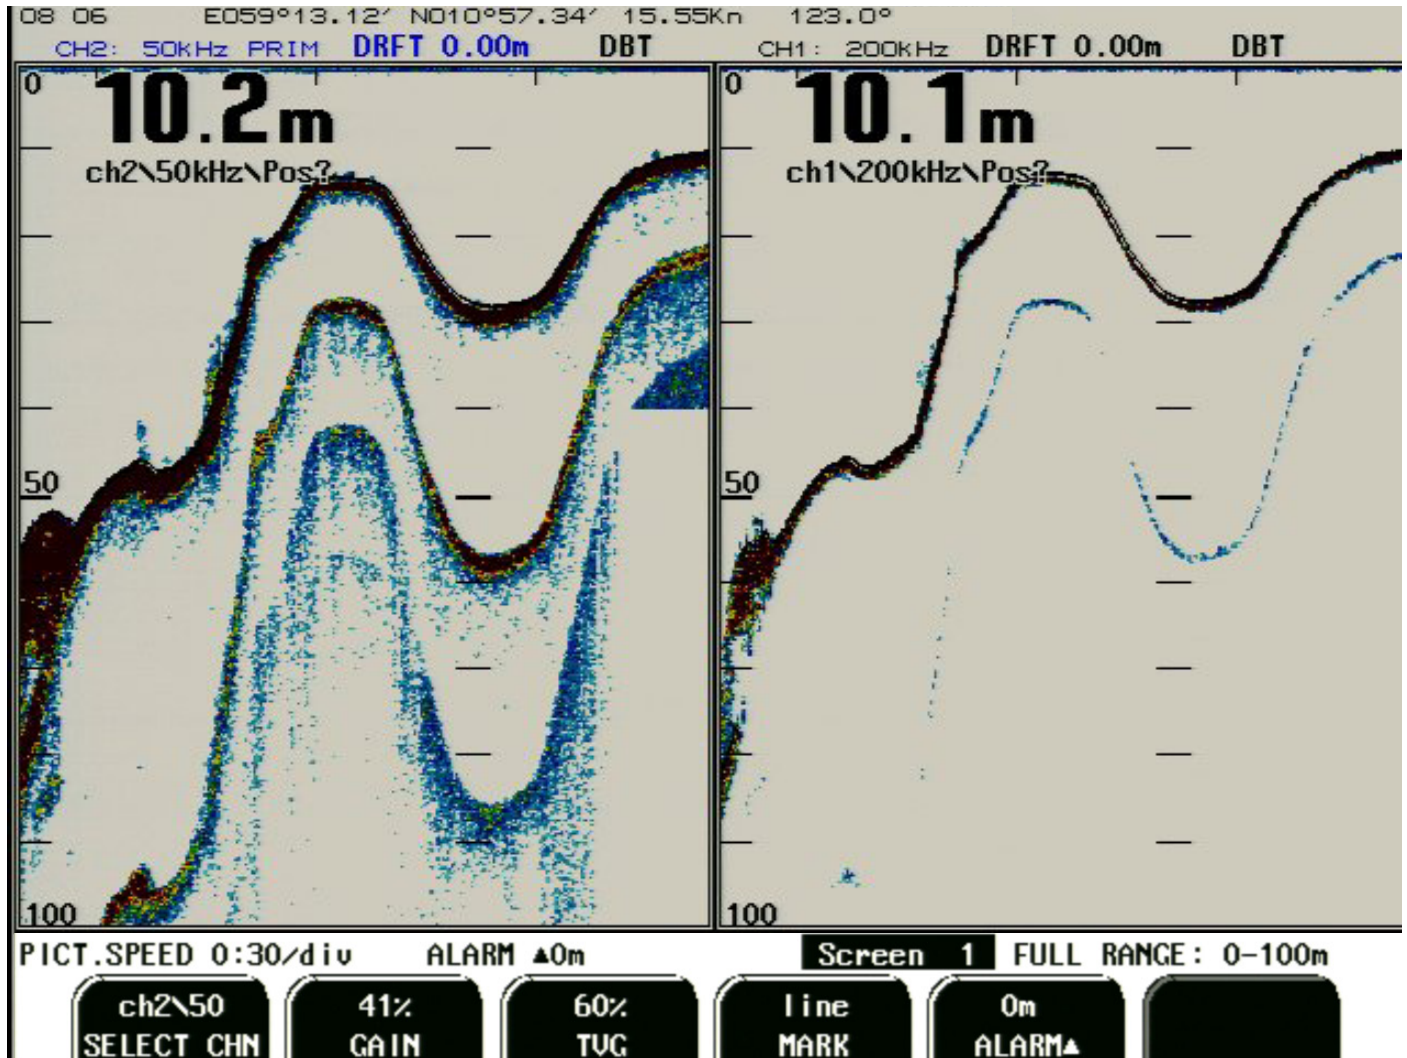 08 06 E059°13.12′ N010°57.34′ 15.55Kn 123.0°
CH2: 50KHz PRIM DRFT 0.00m DBT CH1: 200KHz DRFT 0.00m DBT
0 10.2m
ch2\50kHz\Pos?
50
100
0 10.1m
ch1\200kHz\Pos?
50
100
PICT.SPEED 0:30/div ALARM ▲0m Screen 1 FULL RANGE: 0-100m
ch2\50 41% 60% line 0m
SELECT CHN GAIN TVG MARK ALARM▲